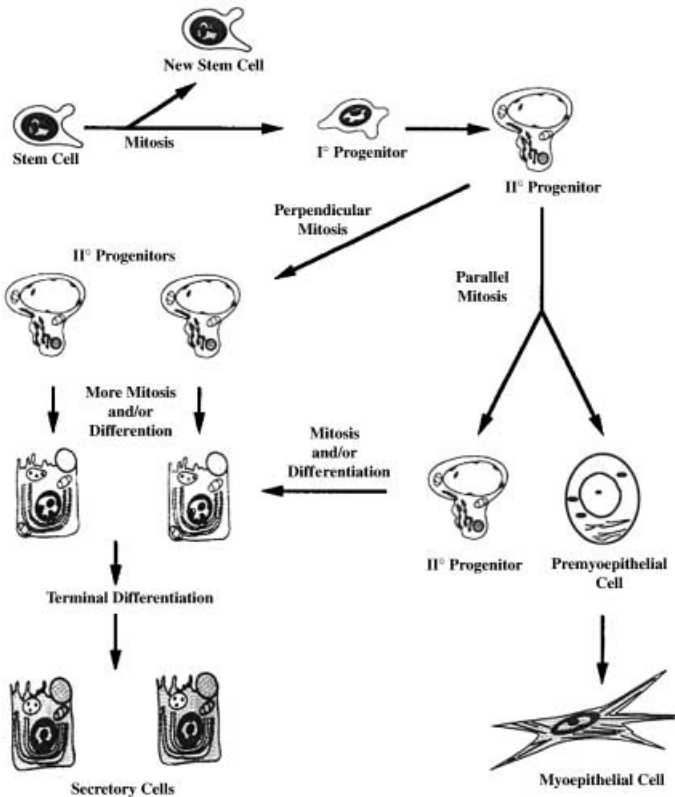 New Stem Cell
Stem Cell
Mitosis
I° Progenitor
II° Progenitor
Perpendicular
Mitosis
II° Progenitors
Parallel
Mitosis
More Mitosis
and/or
Differention
Mitosis
and/or
Differentiation
II° Progenitor
Premyoepithelial
Cell
Terminal Differentiation
Secretory Cells
Myoepithelial Cell